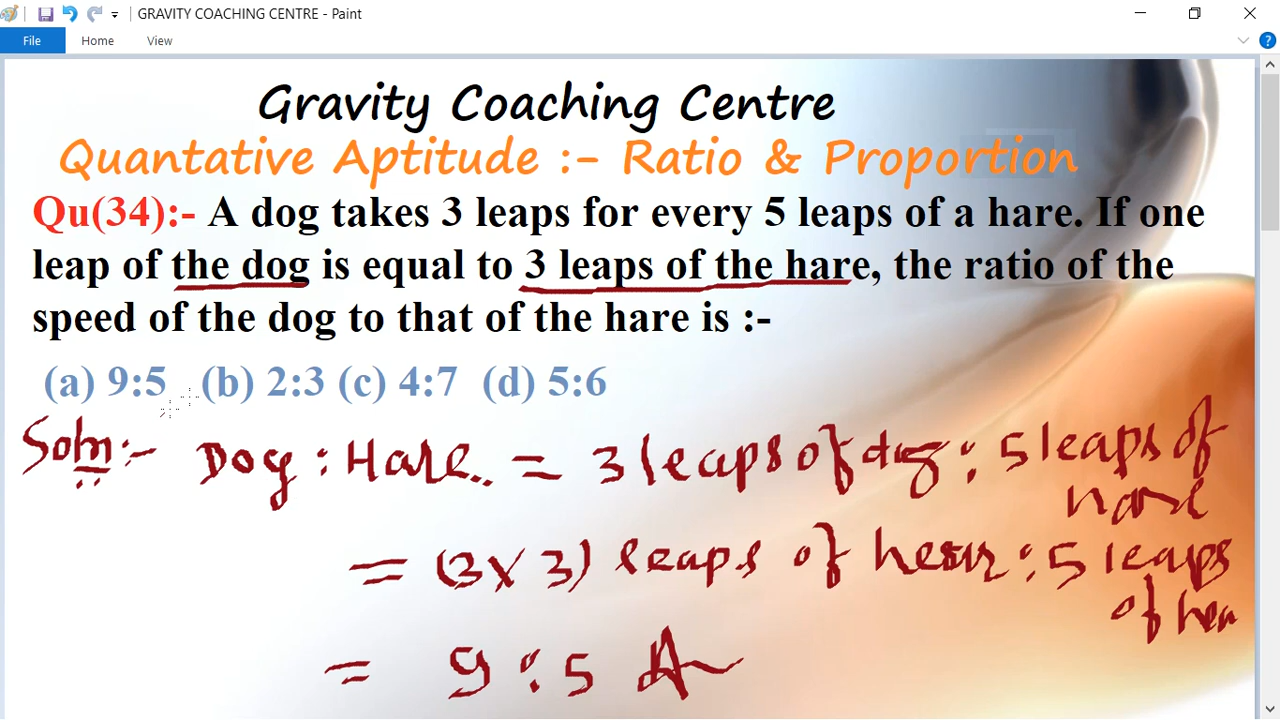 GRAVITY COACHING CENTRE - Paint
File Home View
Gravity Coaching Centre
Quantative Aptitude :- Ratio & Proportion
Qu(34):- A dog takes 3 leaps for every 5 leaps of a hare. If one
leap of the dog is equal to 3 leaps of the hare, the ratio of the
speed of the dog to that of the hare is :-
(a) 9:5 (b) 2:3 (c) 4:7 (d) 5:6
Soln:- Dog : Hare.. = 3 leaps of dog : 5 leaps of
hare
= (3 x 3) leaps of : 5 leaps
of
= 9 : 5 A